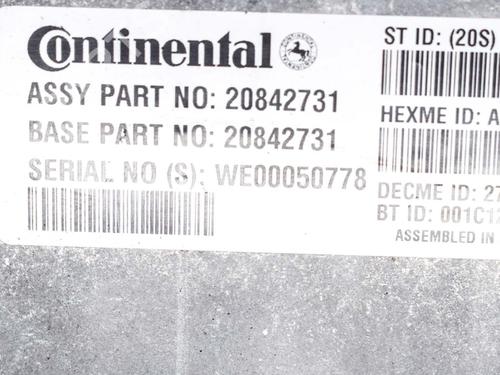 Continental
ASSY PART NO: 20842731
BASE PART NO: 20842731
SERIAL NO (S): WE00050778
ST ID: (20S)
HEXME ID: A
DECME ID: 27
BT ID: 001C12
ASSEMBLED IN